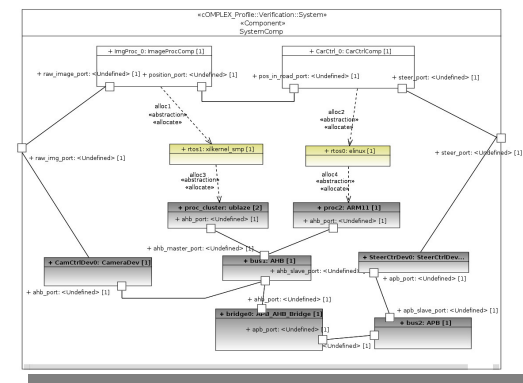 «cOMPLEX_Profile::Verification::System»
«Component»
SystemComp
+ ImgProc_0: ImageProcComp [1]
+ CarCtrl_0: CarCtrlComp [1]
+ raw_image_port: <Undefined> [1]
+ position_port: <Undefined> [1]
+ pos_in_road_port: <Undefined> [1]
+ steer_port: <Undefined> [1]
alloc1
«abstraction»
«allocate»
alloc2
«abstraction»
«allocate»
+ rtos1: xilkernel_smp [1]
+ rtos0: elinux [1]
+ raw_img_port: <Undefined> [1]
+ steer_port: <Undefined> [1]
alloc3
«abstraction»
«allocate»
alloc4
«abstraction»
«allocate»
+ proc_cluster: ublaze [2]
+ ahb_port: <Undefined> [1]
+ proc2: ARM11 [1]
+ ahb_port: <Undefined> [1]
+ ahb_master_port: <Undefined> [1]
+ CamCtrlDev0: CameraDev [1]
+ bus1: AHB [1]
+ SteerCtrDev0: SteerCtrlDev...
+ ahb_slave_port: <Undefined>
+ apb_port: <Undefined> [1]
+ ahb_port: <Undefined> [1]
+ ahb_port: <Undefined> [1]
+ bridge0: APB_AHB_Bridge [1]
+ apb_slave_port: <Undefined> [1]
+ apb_port: <Undefined> [1]
+ bus2: APB [1]
<Undefined> [1]